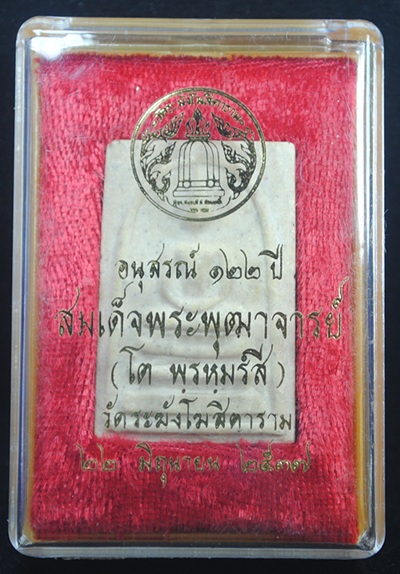 อนุสรณ์ ๑๒๒ ปี
สมเด็จพระพุฒาจารย์
(โต พฺรหฺมรํสี)
วัดระฆังโฆสิตาราม
๒๒ มิถุนายน ๒๕๓๗